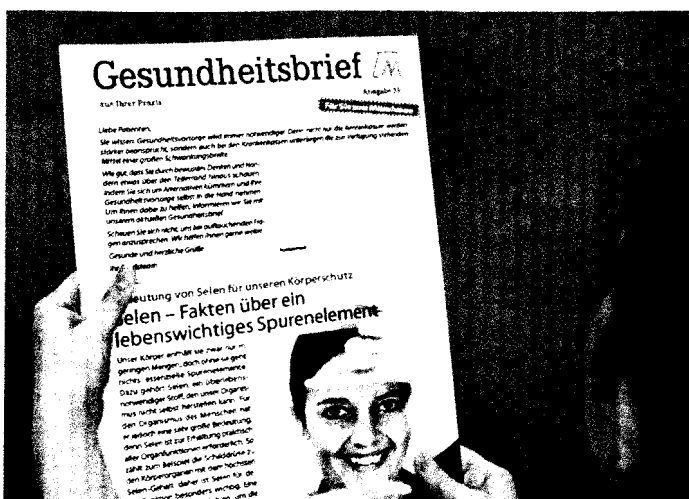 Gesundheitsbrief
aus Ihrer Praxis
Ausgabe 33
Liebe Patienten,
Sie wissen: Gesundheitsvorsorge wird immer notwendiger. Denn nicht nur die Rentenkassen werden
stärker beansprucht, sondern auch bei den Krankenkassen unterliegen die zur Verfügung stehenden
Mittel einer großen Schwankungsbreite.
Wie gut, dass Sie durch bewusstes Denken und Han-
deln etwas über den Tellerrand hinaus schauen,
indem Sie sich um Alternativen kümmern und Ihre
Gesundheitsvorsorge selbst in die Hand nehmen.
Um Ihnen dabei zu helfen, informieren wir Sie mit
unserem aktuellen Gesundheitsbrief.
Scheuen Sie sich nicht, uns bei auftauchenden Fra-
gen anzusprechen. Wir helfen Ihnen gerne weiter.
Gesunde und herzliche Grüße
Ihr
eutung von Selen für unseren Körperschutz
elen – Fakten über ein
lebenswichtiges Spurenelement
Unser Körper enthält sie zwar nur in
geringen Mengen, doch ohne sie geht
nichts: essenzielle Spurenelemente.
Dazu gehört Selen, ein überlebens-
notwendiger Stoff, den unser Organis-
mus nicht selbst herstellen kann. Für
den Organismus des Menschen hat
er jedoch eine sehr große Bedeutung,
denn Selen ist zur Erhaltung praktisch
aller Organfunktionen erforderlich. So
zählt zum Beispiel die Schilddrüse z-
den Körperorganen mit dem höchsten
Selen-Gehalt, daher ist Selen für de
besonders wichtig. Eine
um die